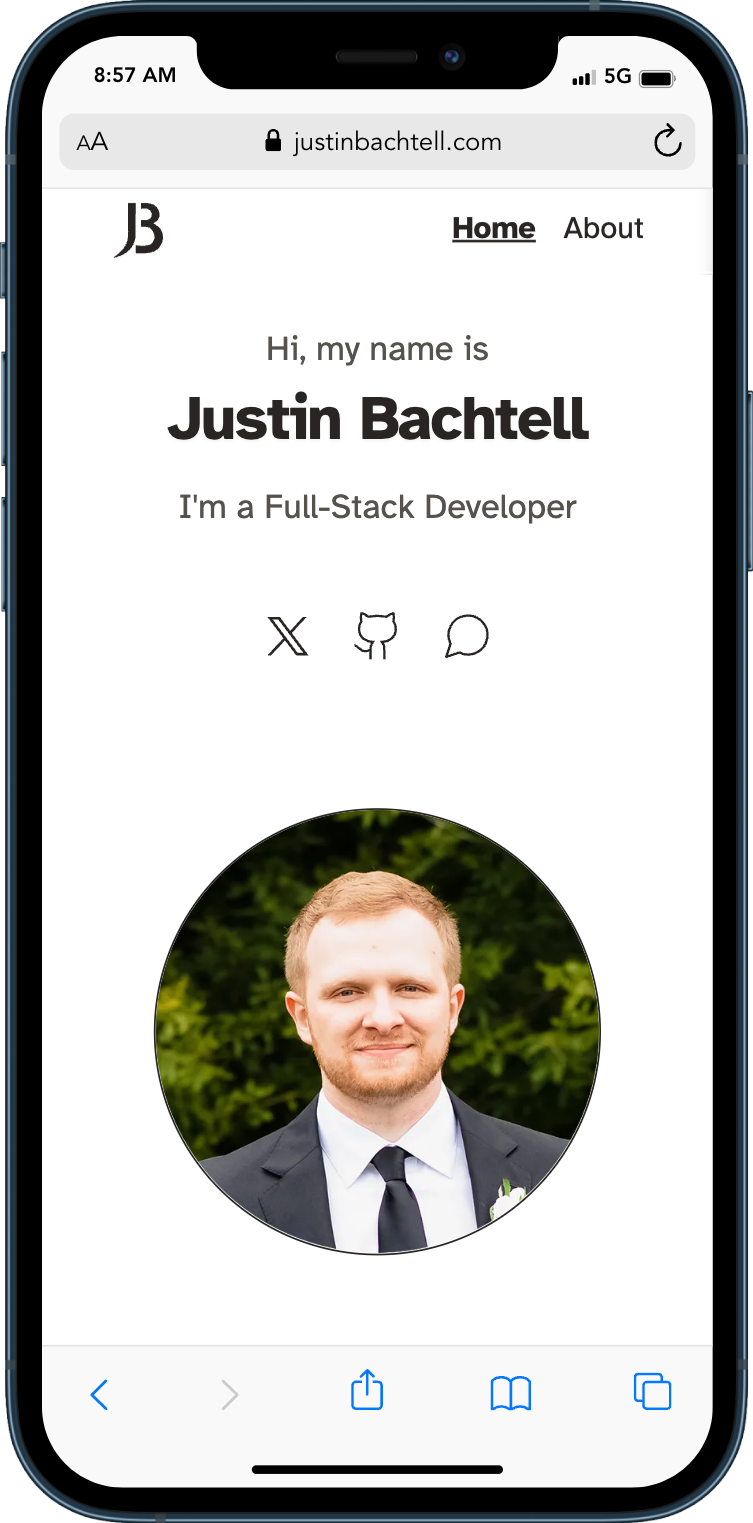 8:57 AM 5G
AA justinbachtell.com
JB Home About
Hi, my name is
Justin Bachtell
I'm a Full-Stack Developer